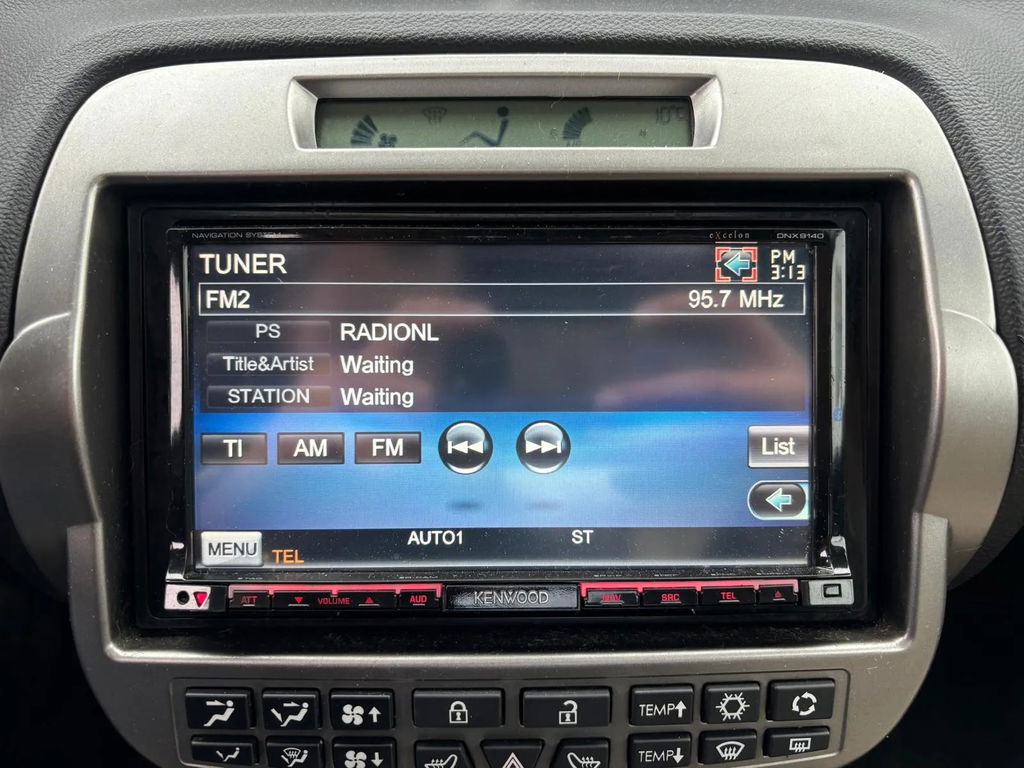 10°C
NAVIGATION SYSTEM
eXcelon DNX9140
TUNER
PM
3:13
FM2 95.7 MHz
PS RADIONL
Title&Artist Waiting
STATION Waiting
TI AM FM List
AUTO1 ST
MENU TEL
ATT VOLUME AUD KENWOOD NAV SRC TEL
TEMP
TEMP